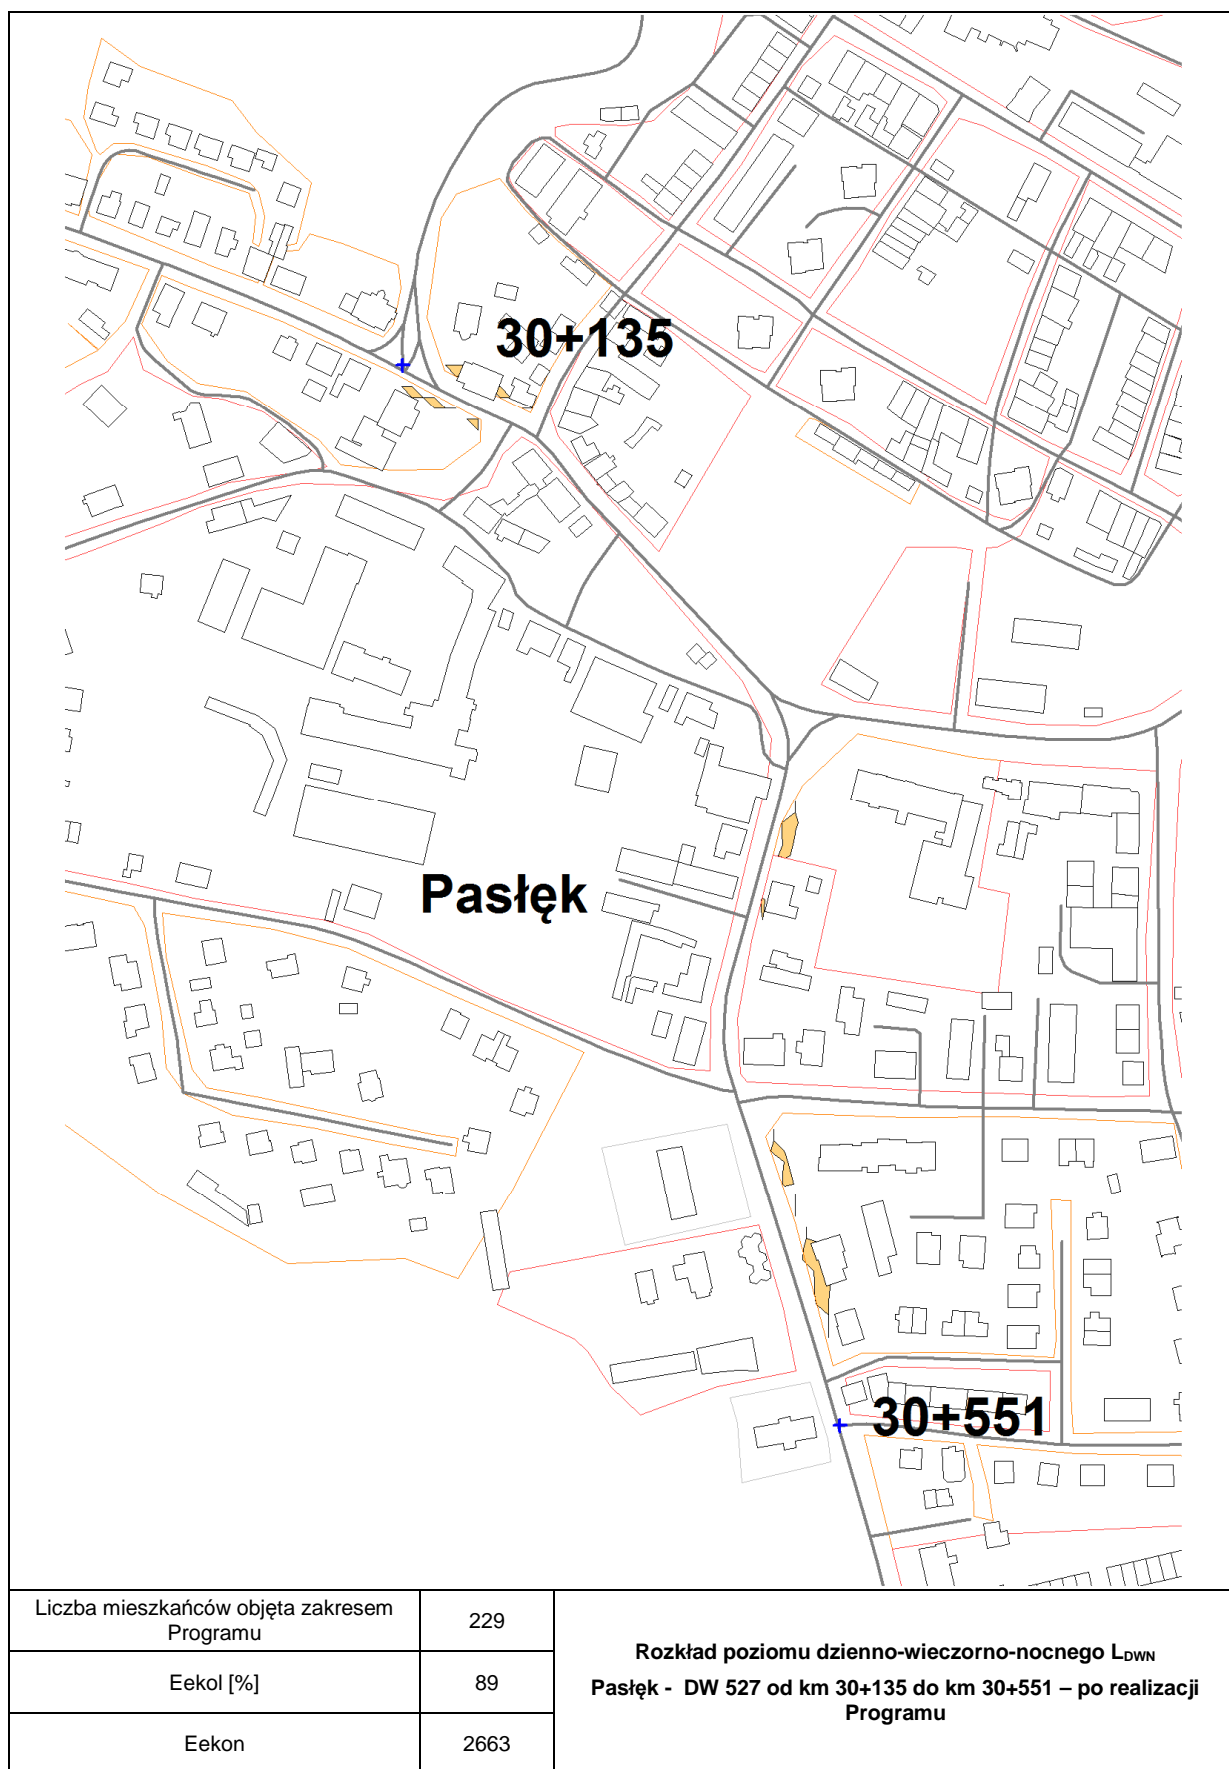 30+135
Pasłęk
30+551
Liczba mieszkańców objęta zakresem
Programu
229
Eekol [%]
89
Eekon
2663
Rozkład poziomu dzienno-wieczorno-nocnego LDWN
Pasłęk - DW 527 od km 30+135 do km 30+551 – po realizacji
Programu